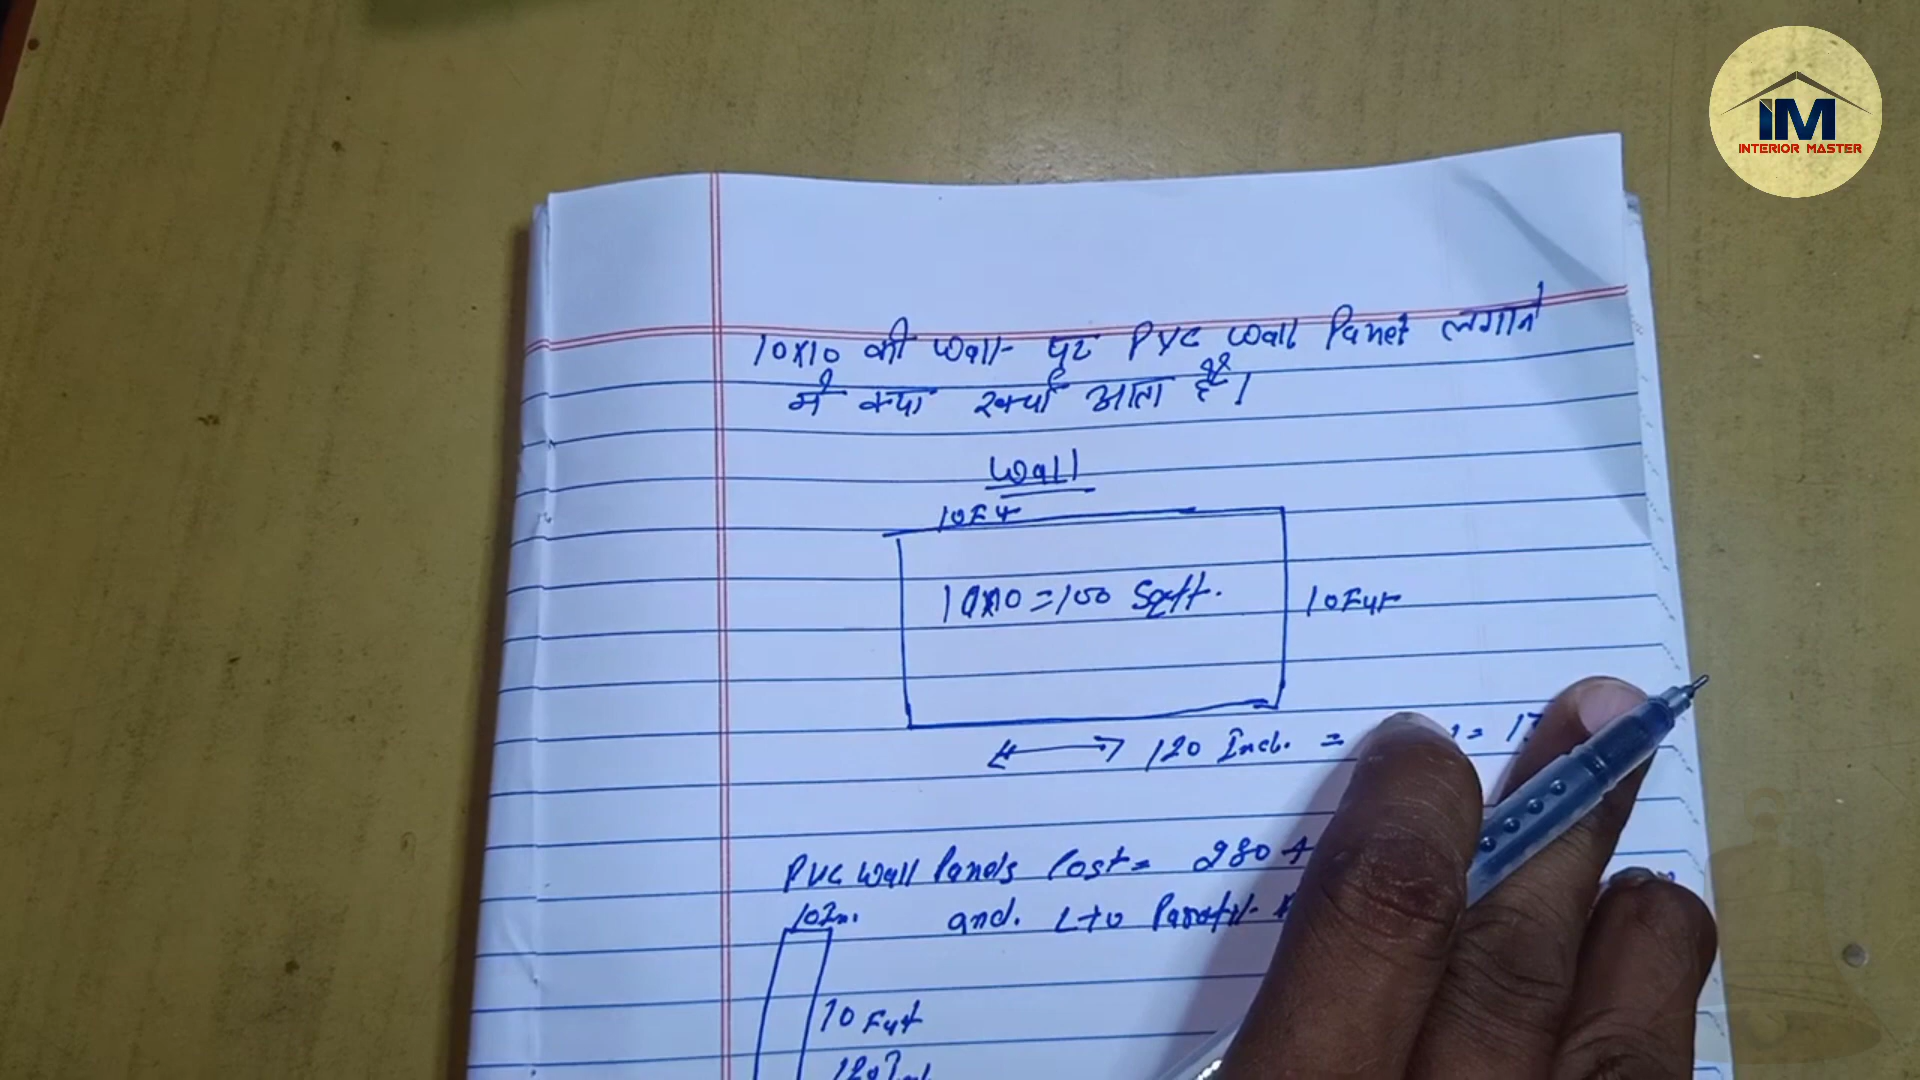 IM
INTERIOR MASTER
10x10 की Wall पर PVC Wall Panel लगाने
में क्या खर्चा आता है।
Wall
10Fut
10x10 = 100 Sqft.
10Fut
120 Inch. =
PVC Wall Panels Cost = 280
10In. and.
10 Fut